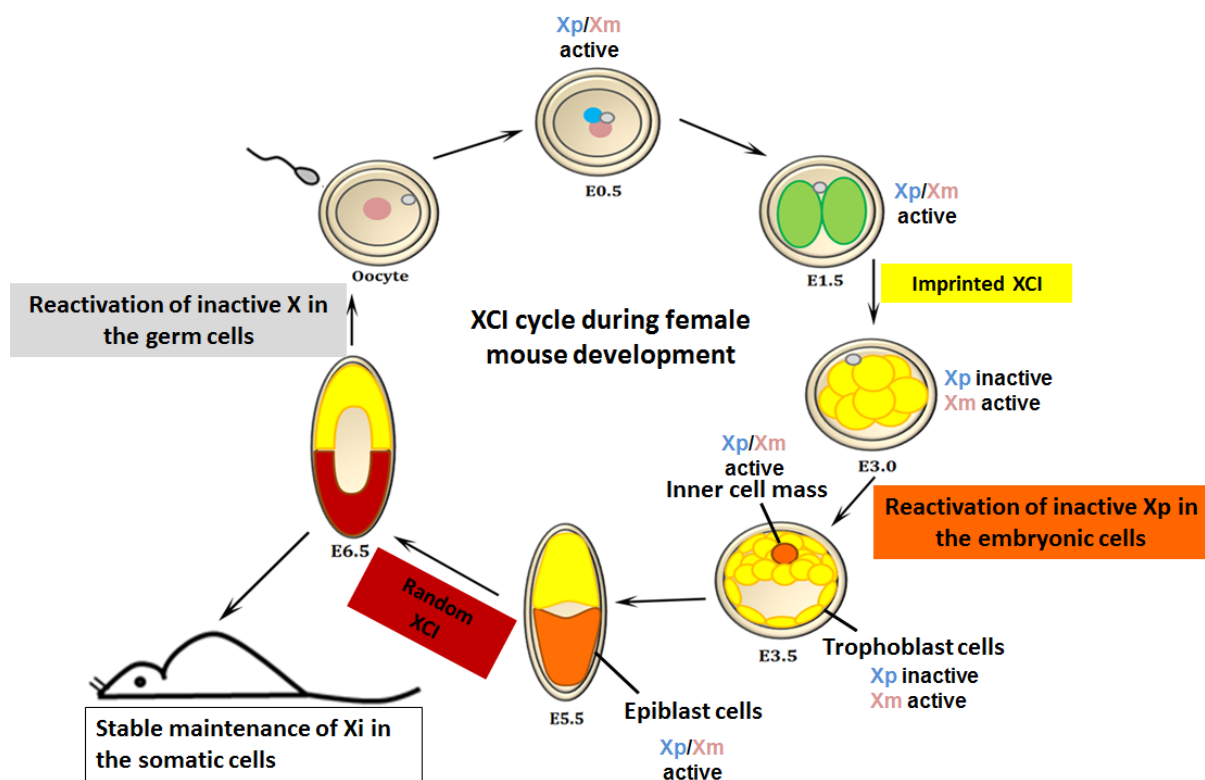 Xp/Xm
active
E0.5
Oocyte
Xp/Xm
active
E1.5
Imprinted XCI
Reactivation of inactive X in
the germ cells
XCI cycle during female
mouse development
Xp inactive
Xm active
E3.0
Xp/Xm
active
Inner cell mass
Reactivation of inactive Xp in
the embryonic cells
E6.5
Random
XCI
E3.5
Trophoblast cells
Xp inactive
Xm active
E5.5
Epiblast cells
Xp/Xm
active
Stable maintenance of Xi in
the somatic cells